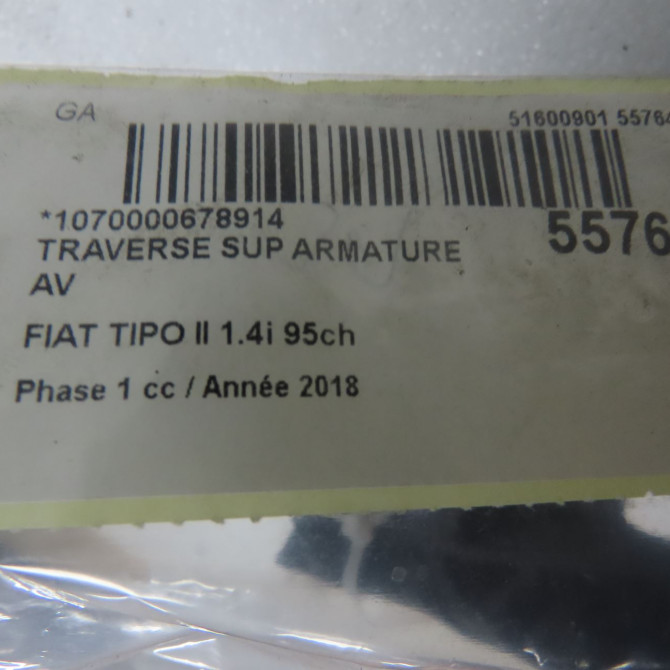 GA
51600901 5576
*1070000678914
5576
TRAVERSE SUP ARMATURE
AV
FIAT TIPO II 1.4i 95ch
Phase 1 cc / Année 2018